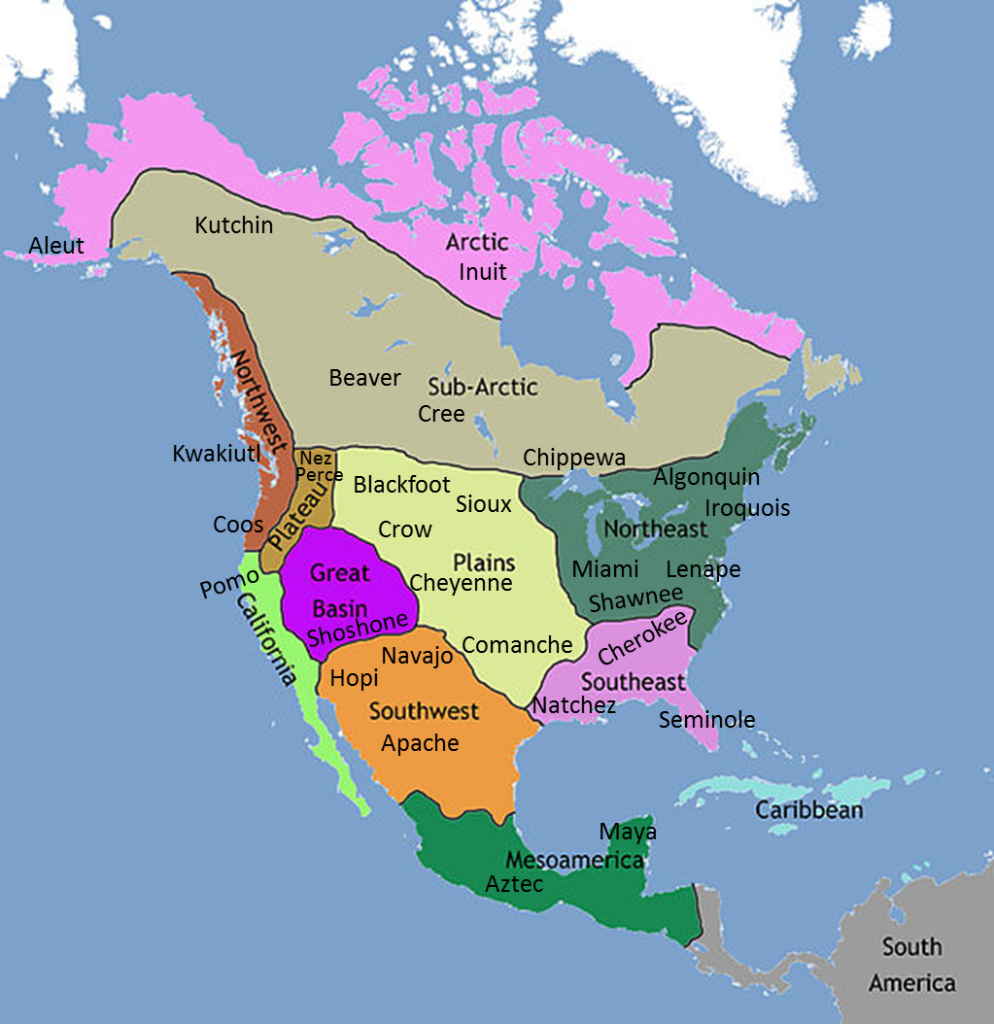 Kutchin
Aleut
Arctic
Inuit
Beaver
Sub-Arctic
Cree
Northwest
Kwakiutl
Nez
Perce
Chippewa
Algonquin
Blackfoot
Sioux
Iroquois
Coos
Plateau
Crow
Northeast
Plains
Great
Basin
Cheyenne
Miami
Lenape
Pomo
Shawnee
California
Shoshone
Cherokee
Comanche
Navajo
Hopi
Southeast
Natchez
Southwest
Seminole
Apache
Caribbean
Maya
Mesoamerica
Aztec
South
America